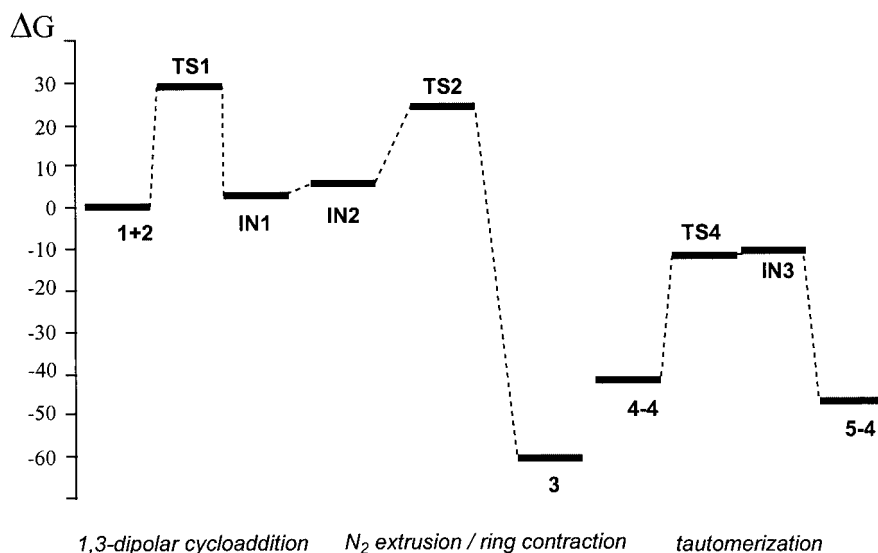 ΔG
30
20
10
0
-10
-20
-30
-40
-50
-60
TS1
TS2
1+2
IN1
IN2
TS4
IN3
4-4
5-4
3
1,3-dipolar cycloaddition
N₂ extrusion / ring contraction
tautomerization